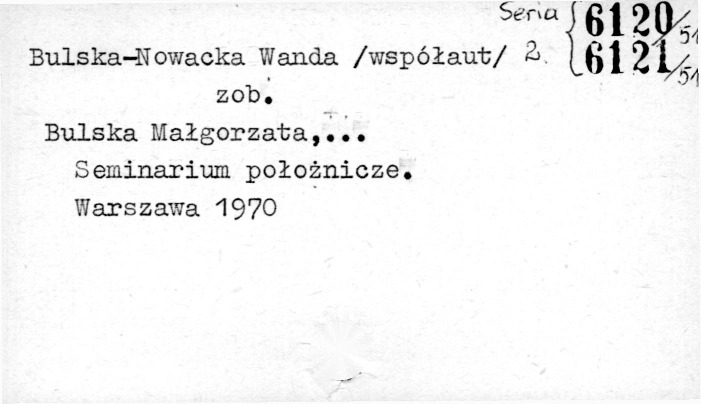 Seria { 6120/51
Bulska-Nowacka Wanda /współaut/ 2. { 6121/51
zob.
Bulska Małgorzata,...
Seminarium położnicze.
Warszawa 1970